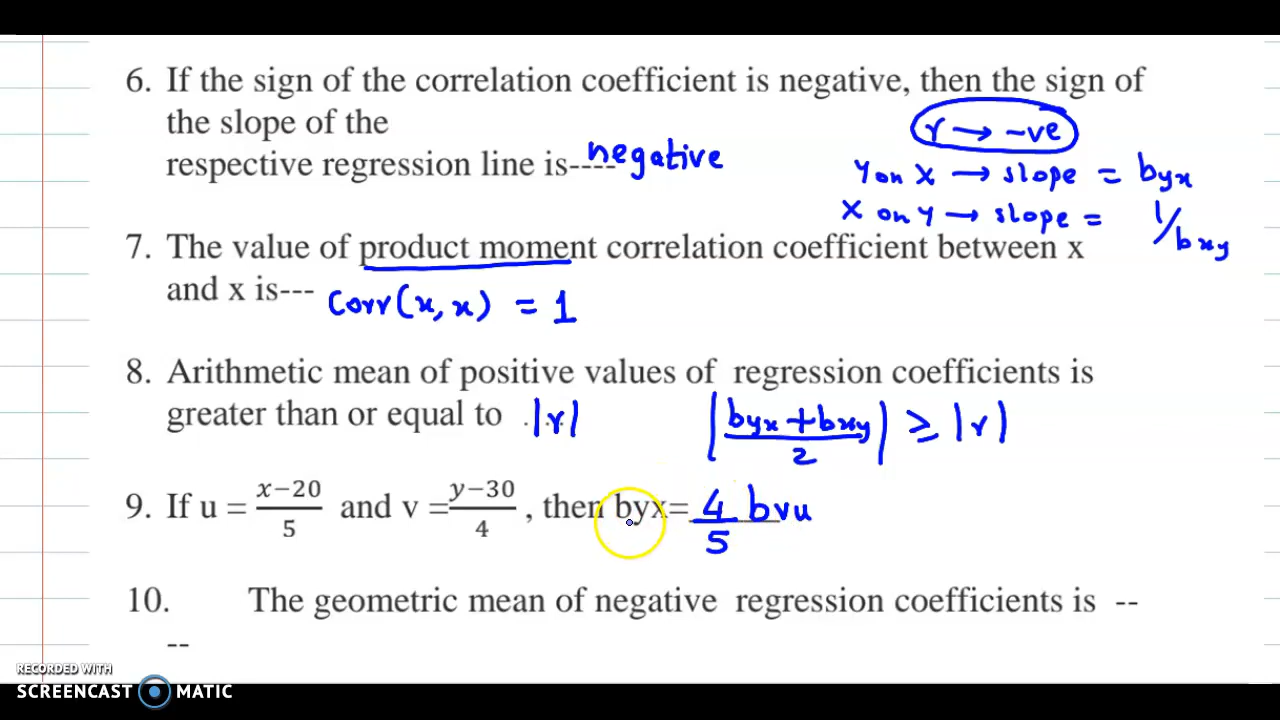 6. If the sign of the correlation coefficient is negative, then the sign of
the slope of the
respective regression line is---- negative
r → -ve
Y on X → slope = byx
X on Y → slope = 1/bxy
7. The value of product moment correlation coefficient between x
and x is--- Corr(x, x) = 1
8. Arithmetic mean of positive values of regression coefficients is
greater than or equal to |r| |byx + bxy / 2| ≥ |r|
9. If u = x−20/5 and v = y−30/4 , then byx= 4/5 bvu
10. The geometric mean of negative regression coefficients is --
--
RECORDED WITH
SCREENCAST MATIC